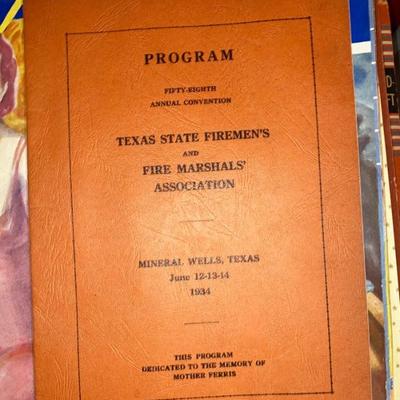 PROGRAM
FIFTY-EIGHTH
ANNUAL CONVENTION
TEXAS STATE FIREMEN'S
AND
FIRE MARSHALS'
ASSOCIATION
MINERAL WELLS, TEXAS
June 12-13-14
1934
THIS PROGRAM
DEDICATED TO THE MEMORY OF
MOTHER FERRIS